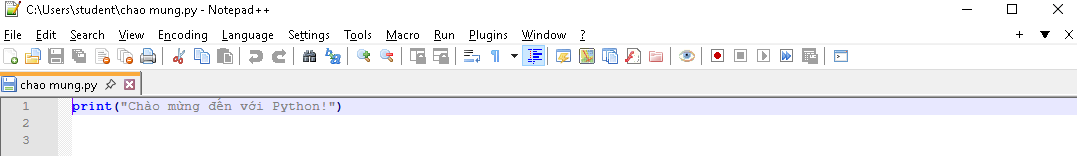 C:\Users\student\chao mung.py - Notepad++
File Edit Search View Encoding Language Settings Tools Macro Run Plugins Window ? + ▼ X
chao mung.py
1 print("Chào mừng đến với Python!")
2
3